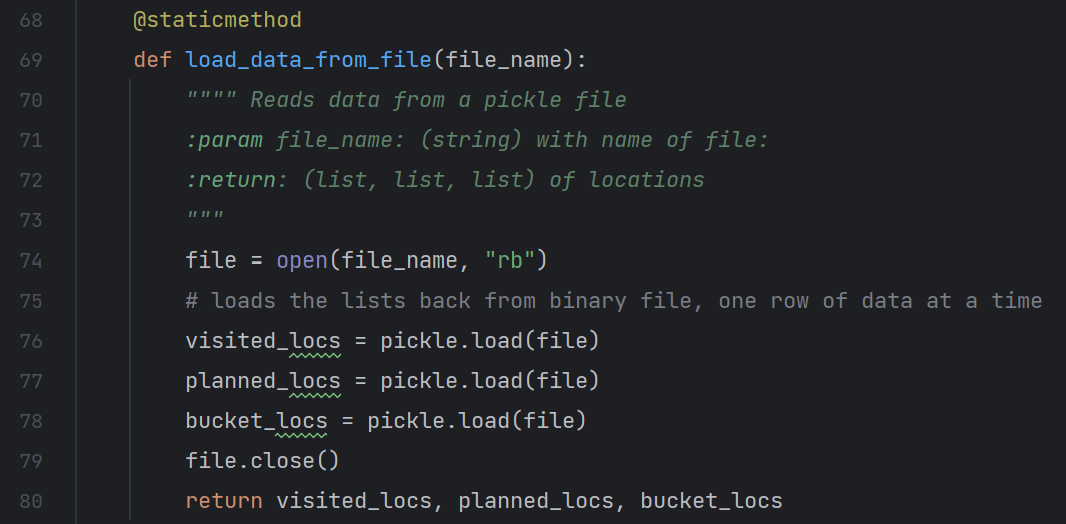 68 @staticmethod
69 def load_data_from_file(file_name):
70 """" Reads data from a pickle file
71 :param file_name: (string) with name of file:
72 :return: (list, list, list) of locations
73 """
74 file = open(file_name, "rb")
75 # loads the lists back from binary file, one row of data at a time
76 visited_locs = pickle.load(file)
77 planned_locs = pickle.load(file)
78 bucket_locs = pickle.load(file)
79 file.close()
80 return visited_locs, planned_locs, bucket_locs